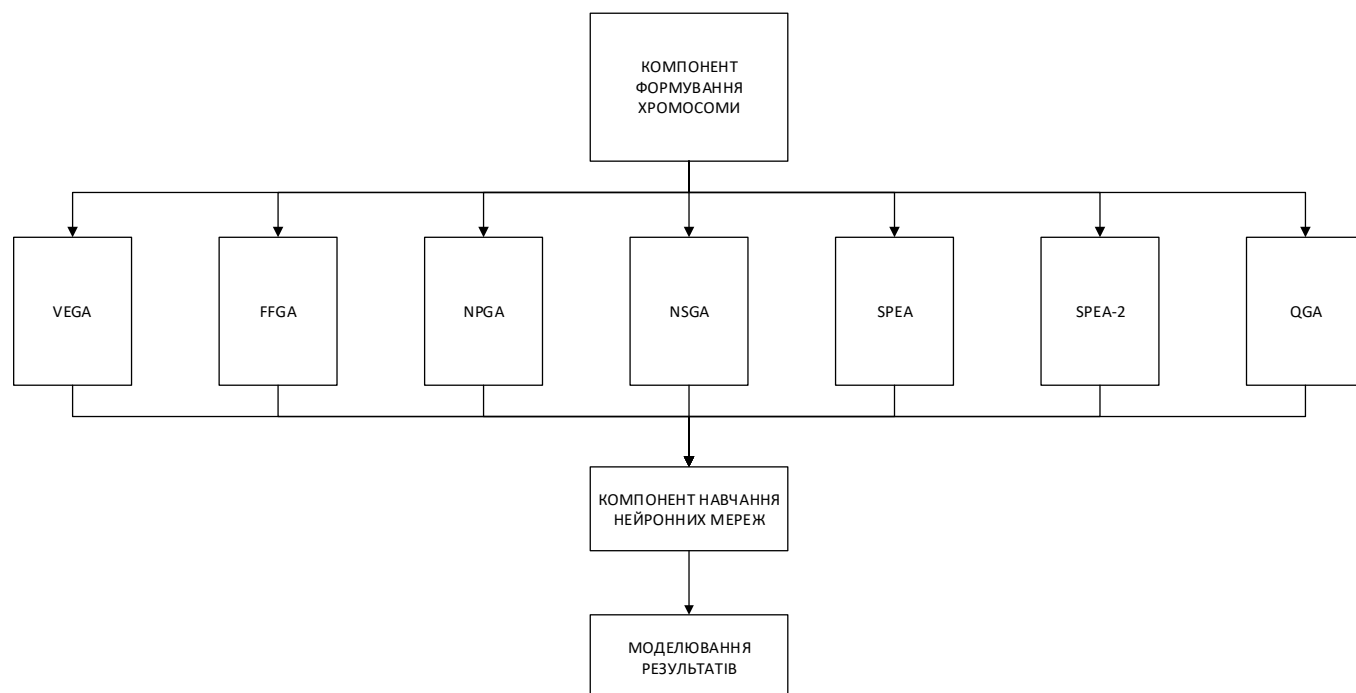 КОМПОНЕНТ
ФОРМУВАННЯ
ХРОМОСОМИ
VEGA
FFGA
NPGA
NSGA
SPEA
SPEA-2
QGA
КОМПОНЕНТ НАВЧАННЯ
НЕЙРОННИХ МЕРЕЖ
МОДЕЛЮВАННЯ
РЕЗУЛЬТАТІВ